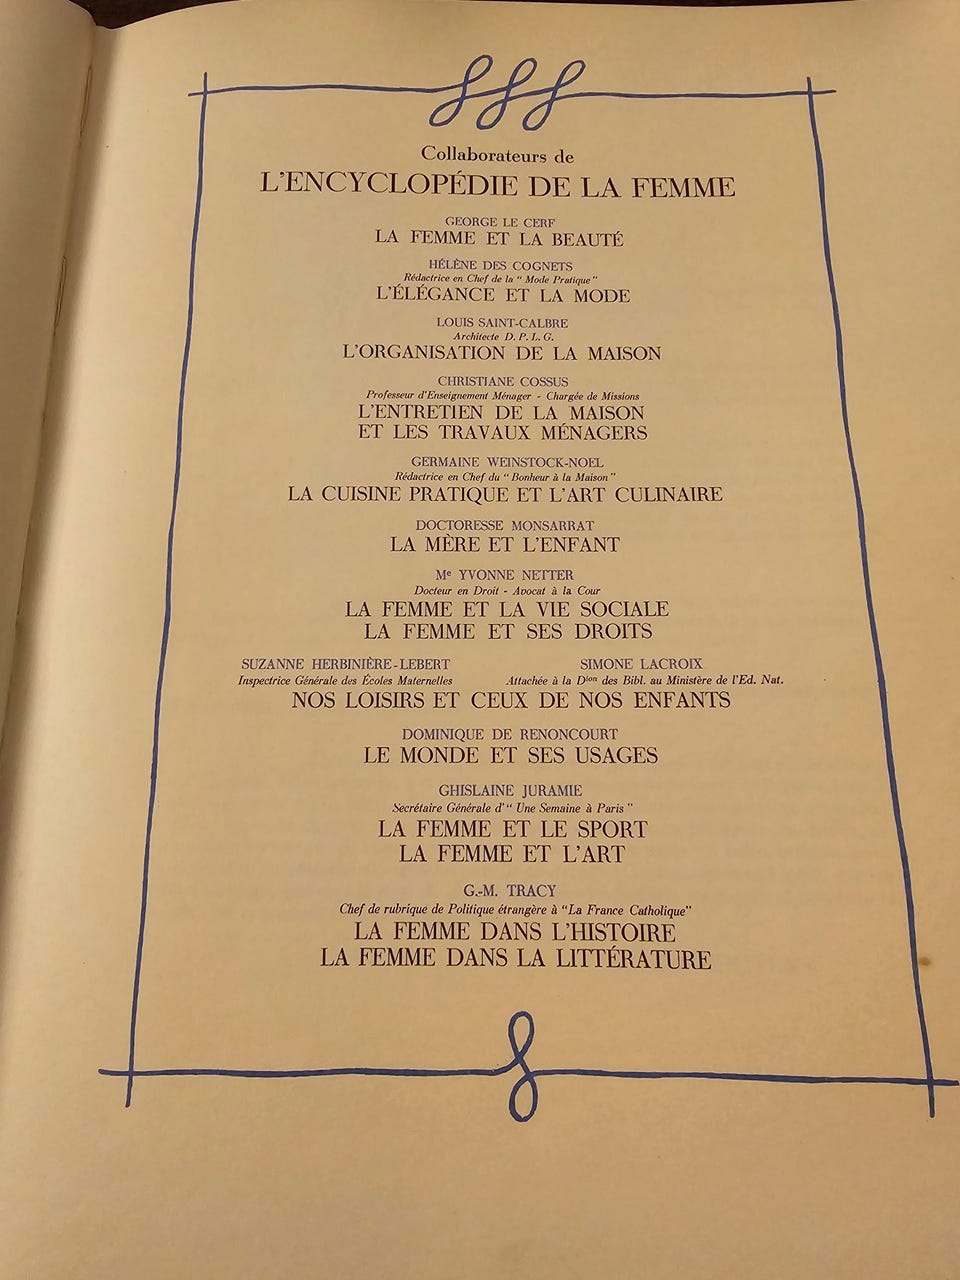 Collaborateurs de
L'ENCYCLOPÉDIE DE LA FEMME
GEORGE LE CERF
LA FEMME ET LA BEAUTÉ
HÉLÈNE DES COGNETS
Rédactrice en Chef de la " Mode Pratique "
L'ÉLÉGANCE ET LA MODE
LOUIS SAINT-CALBRE
Architecte D. P. L. G.
L'ORGANISATION DE LA MAISON
CHRISTIANE COSSUS
Professeur d'Enseignement Ménager - Chargée de Missions
L'ENTRETIEN DE LA MAISON
ET LES TRAVAUX MÉNAGERS
GERMAINE WEINSTOCK-NOEL
Rédactrice en Chef du " Bonheur à la Maison "
LA CUISINE PRATIQUE ET L'ART CULINAIRE
DOCTORESSE MONSARRAT
LA MÈRE ET L'ENFANT
Me YVONNE NETTER
Docteur en Droit - Avocat à la Cour
LA FEMME ET LA VIE SOCIALE
LA FEMME ET SES DROITS
SUZANNE HERBINIÈRE-LEBERT SIMONE LACROIX
Inspectrice Générale des Écoles Maternelles Attachée à la Dion des Bibl. au Ministère de l'Ed. Nat.
NOS LOISIRS ET CEUX DE NOS ENFANTS
DOMINIQUE DE RENONCOURT
LE MONDE ET SES USAGES
GHISLAINE JURAMIE
Secrétaire Générale d'" Une Semaine à Paris "
LA FEMME ET LE SPORT
LA FEMME ET L'ART
G.-M. TRACY
Chef de rubrique de Politique étrangère à "La France Catholique"
LA FEMME DANS L'HISTOIRE
LA FEMME DANS LA LITTÉRATURE